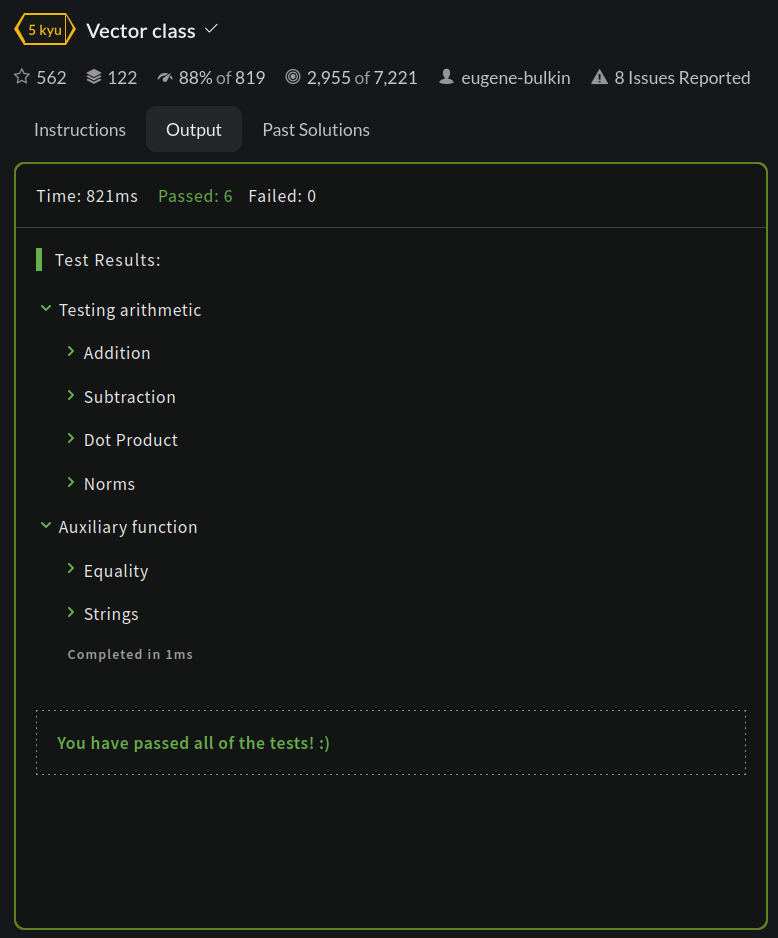 5 kyu Vector class
562 122 88% of 819 2,955 of 7,221 eugene-bulkin 8 Issues Reported
Instructions Output Past Solutions
Time: 821ms Passed: 6 Failed: 0
Test Results:
Testing arithmetic
Addition
Subtraction
Dot Product
Norms
Auxiliary function
Equality
Strings
Completed in 1ms
You have passed all of the tests! :)